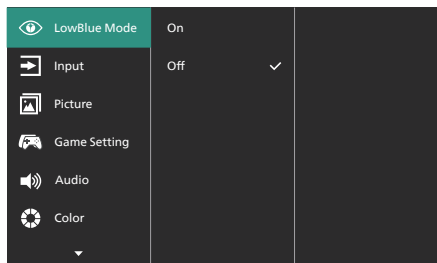 LowBlue Mode
On
Input
Off
Picture
Game Setting
Audio
Color